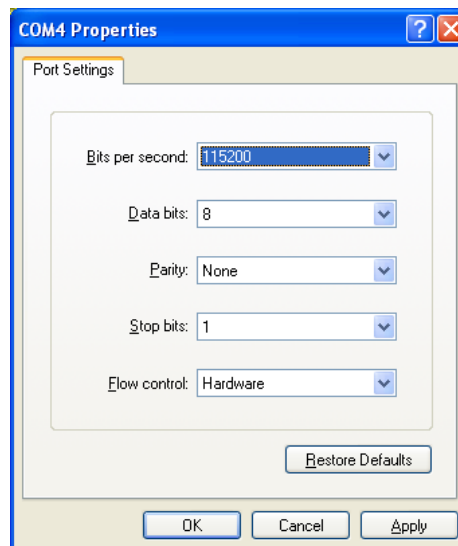 COM4 Properties
Port Settings
Bits per second: 115200
Data bits: 8
Parity: None
Stop bits: 1
Flow control: Hardware
Restore Defaults
OK Cancel Apply